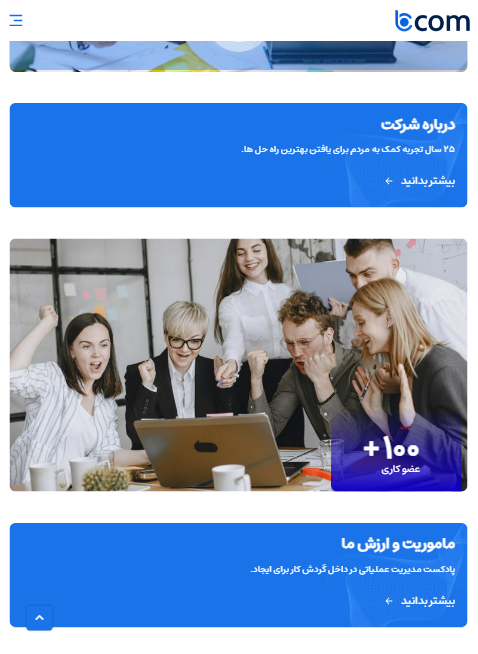 bcom
درباره شرکت
۲۵ سال تجربه کمک به مردم برای یافتن بهترین راه حل ها.
بیشتر بدانید
۱۰۰+
عضو کاری
ماموریت و ارزش ما
پادکست مدیریت عملیاتی در داخل گردش کار برای ایجاد.
بیشتر بدانید